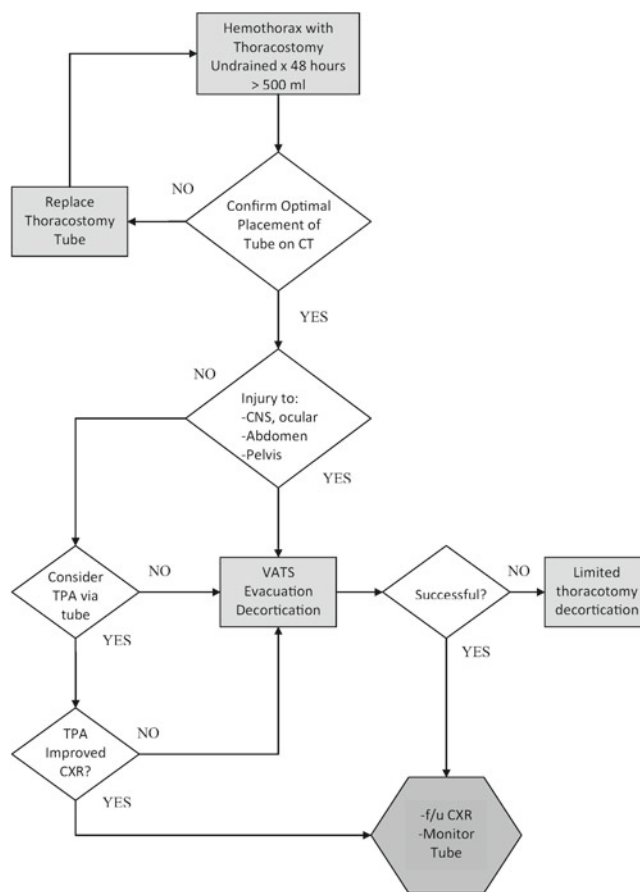 Hemothorax with
Thoracostomy
Undrained x 48 hours
> 500 ml
NO
Replace
Thoracostomy
Tube
Confirm Optimal
Placement of
Tube on CT
YES
NO
Injury to:
-CNS, ocular
-Abdomen
-Pelvis
YES
Consider
TPA via
tube
NO
VATS
Evacuation
Decortication
Successful?
NO
Limited
thoracotomy
decortication
YES
YES
TPA
Improved
CXR?
NO
YES
-f/u CXR
-Monitor
Tube